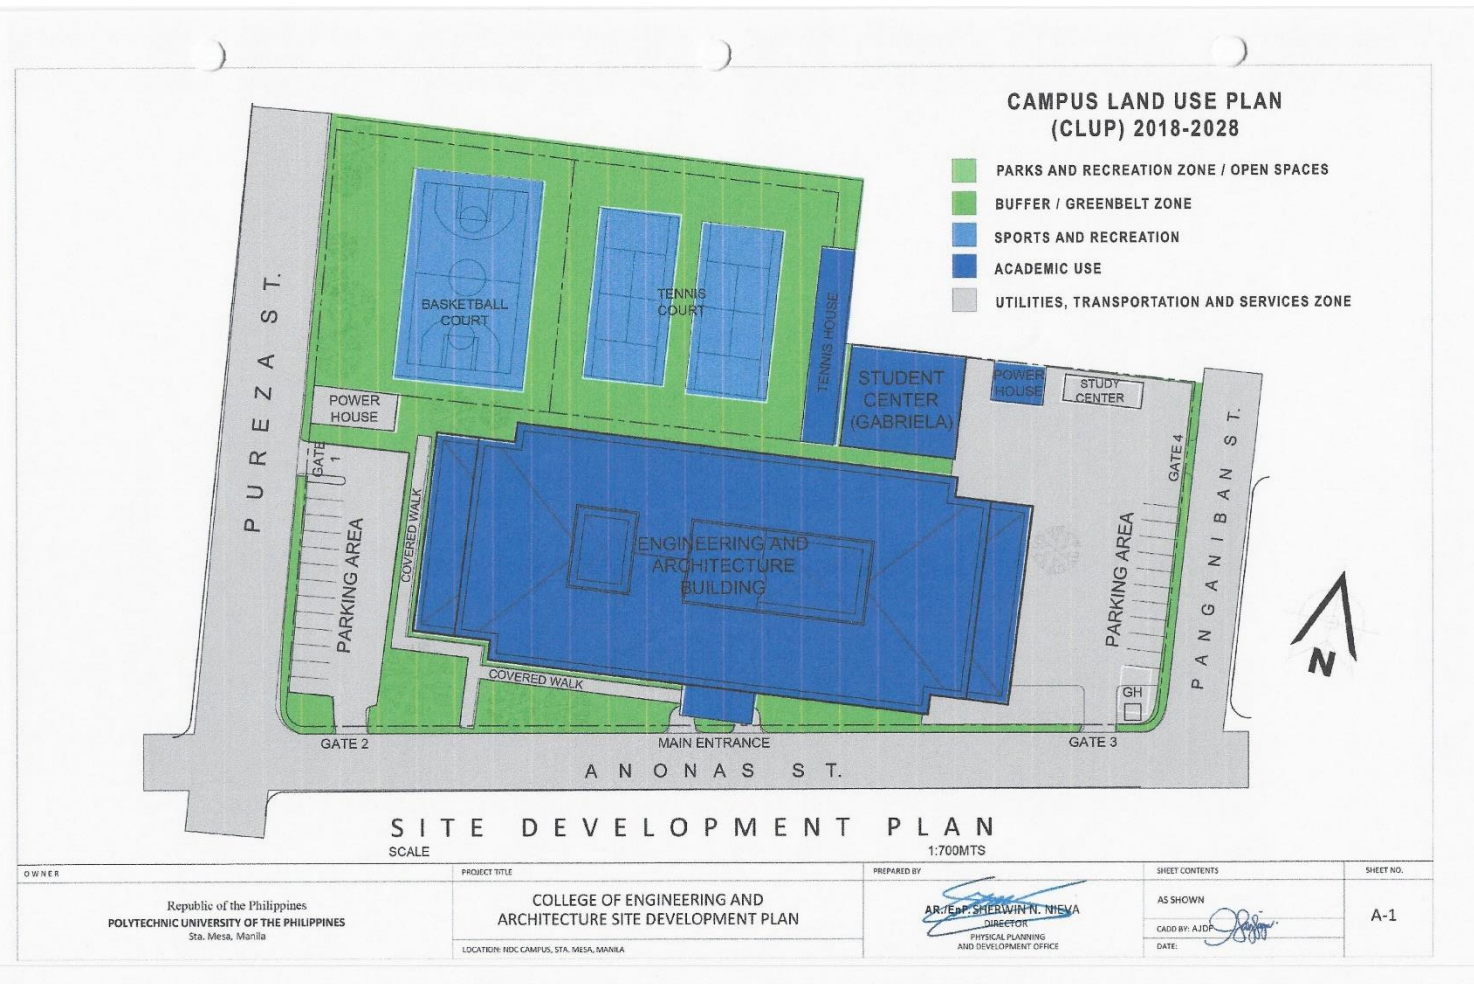 CAMPUS LAND USE PLAN
(CLUP) 2018-2028
PARKS AND RECREATION ZONE / OPEN SPACES
BUFFER / GREENBELT ZONE
SPORTS AND RECREATION
ACADEMIC USE
UTILITIES, TRANSPORTATION AND SERVICES ZONE
PUREZA ST.
BASKETBALL
COURT
TENNIS
COURT
TENNIS HOUSE
STUDENT
CENTER
(GABRIELA)
POWER
HOUSE
STUDY
CENTER
POWER
HOUSE
GATE
1
GATE 4
PANGANIBAN ST.
COVERED WALK
PARKING AREA
ENGINEERING AND
ARCHITECTURE
BUILDING
PARKING AREA
N
COVERED WALK
GH
GATE 2
MAIN ENTRANCE
GATE 3
ANONAS ST.
SITE DEVELOPMENT PLAN
SCALE 1:700MTS
OWNER
Republic of the Philippines
POLYTECHNIC UNIVERSITY OF THE PHILIPPINES
Sta. Mesa, Manila
PROJECT TITLE
COLLEGE OF ENGINEERING AND
ARCHITECTURE SITE DEVELOPMENT PLAN
LOCATION: NDC CAMPUS, STA. MESA, MANILA
PREPARED BY
AR./EnP. SHERWIN N. NIEVA
DIRECTOR
PHYSICAL PLANNING
AND DEVELOPMENT OFFICE
SHEET CONTENTS
AS SHOWN
CADD BY: AJDP
DATE:
SHEET NO.
A-1